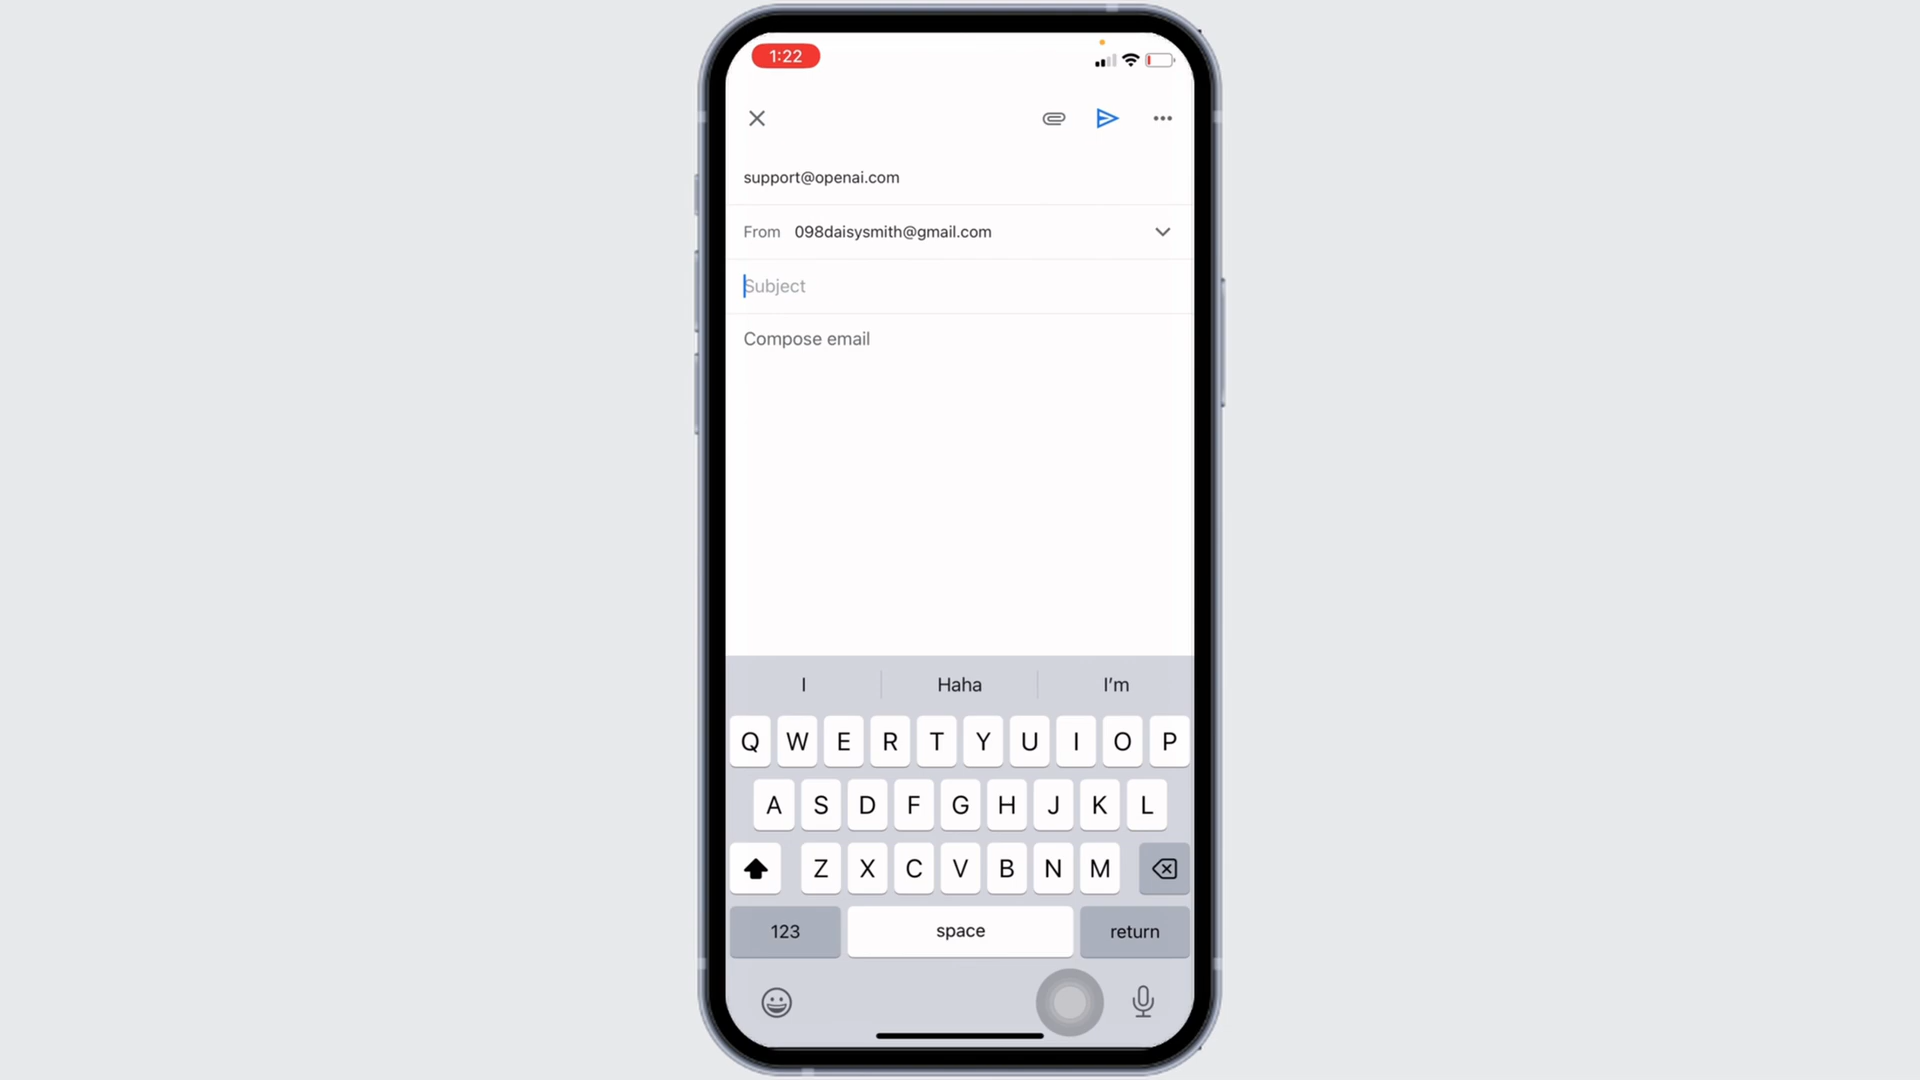 1:22
support@openai.com
From 098daisysmith@gmail.com
Subject
Compose email
I Haha I'm
Q W E R T Y U I O P
A S D F G H J K L
Z X C V B N M
123 space return